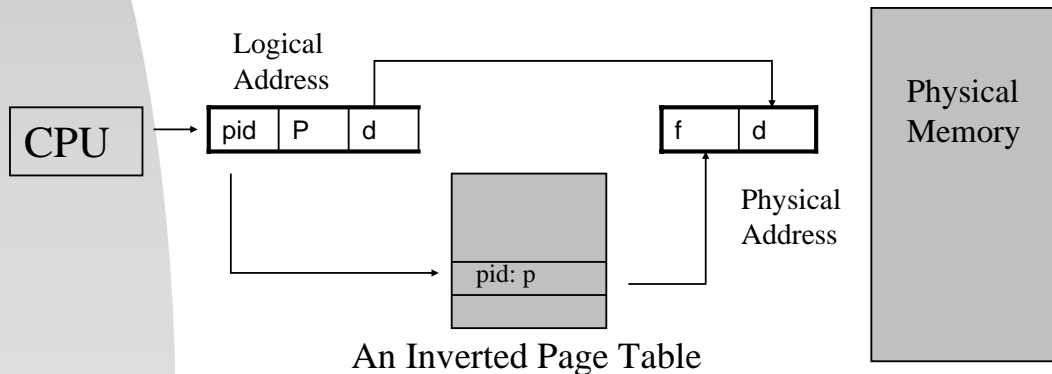 Logical
Address
CPU
pid P d
f d
Physical
Memory
Physical
Address
pid: p
An Inverted Page Table